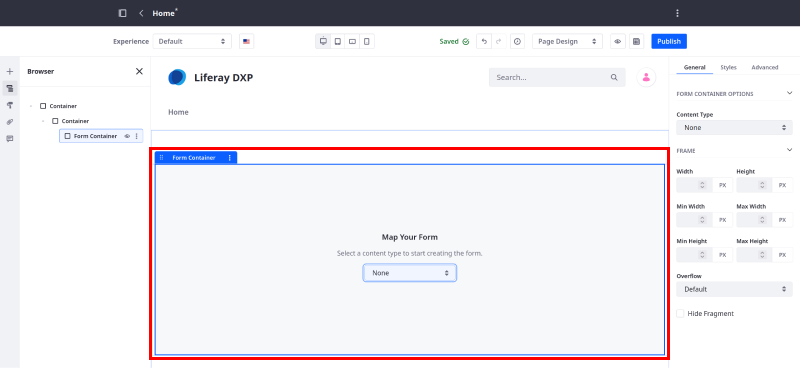 Home*
Experience
Default
Saved
Page Design
Publish
Browser
Container
Container
Form Container
Liferay DXP
Search...
Home
Form Container
Map Your Form
Select a content type to start creating the form.
None
General
Styles
Advanced
FORM CONTAINER OPTIONS
Content Type
None
FRAME
Width
Height
PX
PX
Min Width
Max Width
PX
PX
Min Height
Max Height
PX
PX
Overflow
Default
Hide Fragment